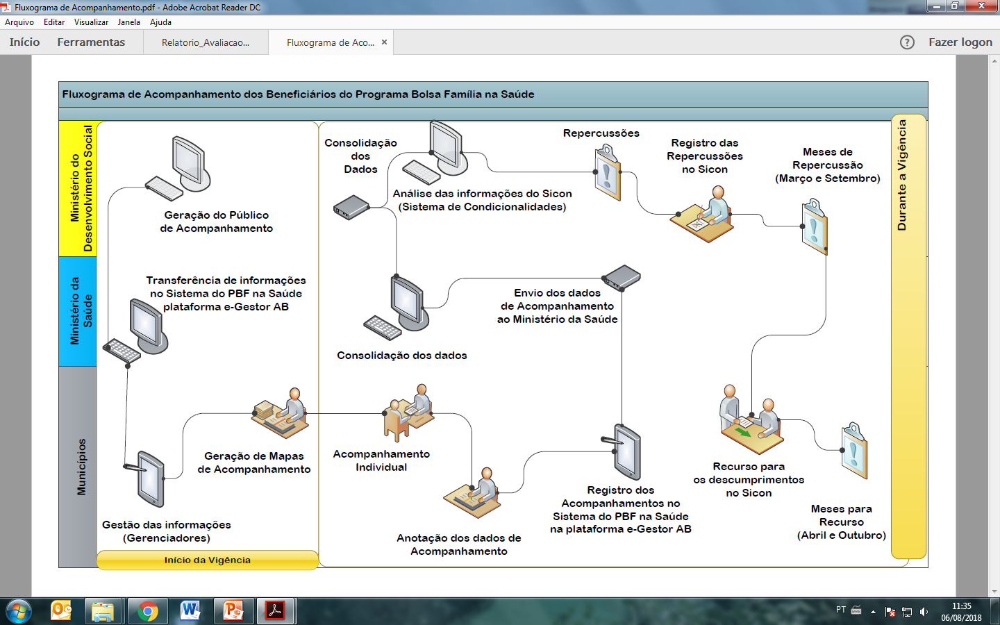 Fluxograma de Acompanhamento.pdf - Adobe Acrobat Reader DC
Arquivo Editar Visualizar Janela Ajuda
Início Ferramentas Relatorio_Avaliacao... Fluxograma de Aco... × ? Fazer logon
Fluxograma de Acompanhamento dos Beneficiários do Programa Bolsa Família na Saúde
Ministério do
Desenvolvimento Social
Geração do Público
de Acompanhamento
Consolidação
dos
Dados
Análise das informações do Sicon
(Sistema de Condicionalidades)
Repercussões
Registro das
Repercussões
no Sicon
Meses de
Repercussão
(Março e Setembro)
Durante a Vigência
Ministério da
Saúde
Transferência de informações
no Sistema do PBF na Saúde
plataforma e-Gestor AB
Consolidação dos dados
Envio dos dados
de Acompanhamento
ao Ministério da Saúde
Municípios
Gestão das informações
(Gerenciadores)
Geração de Mapas
de Acompanhamento
Acompanhamento
Individual
Anotação dos dados de
Acompanhamento
Registro dos
Acompanhamentos no
Sistema do PBF na Saúde
na plataforma e-Gestor AB
Recurso para
os descumprimentos
no Sicon
Meses para
Recurso
(Abril e Outubro)
Início da Vigência
PT
11:35
06/08/2018